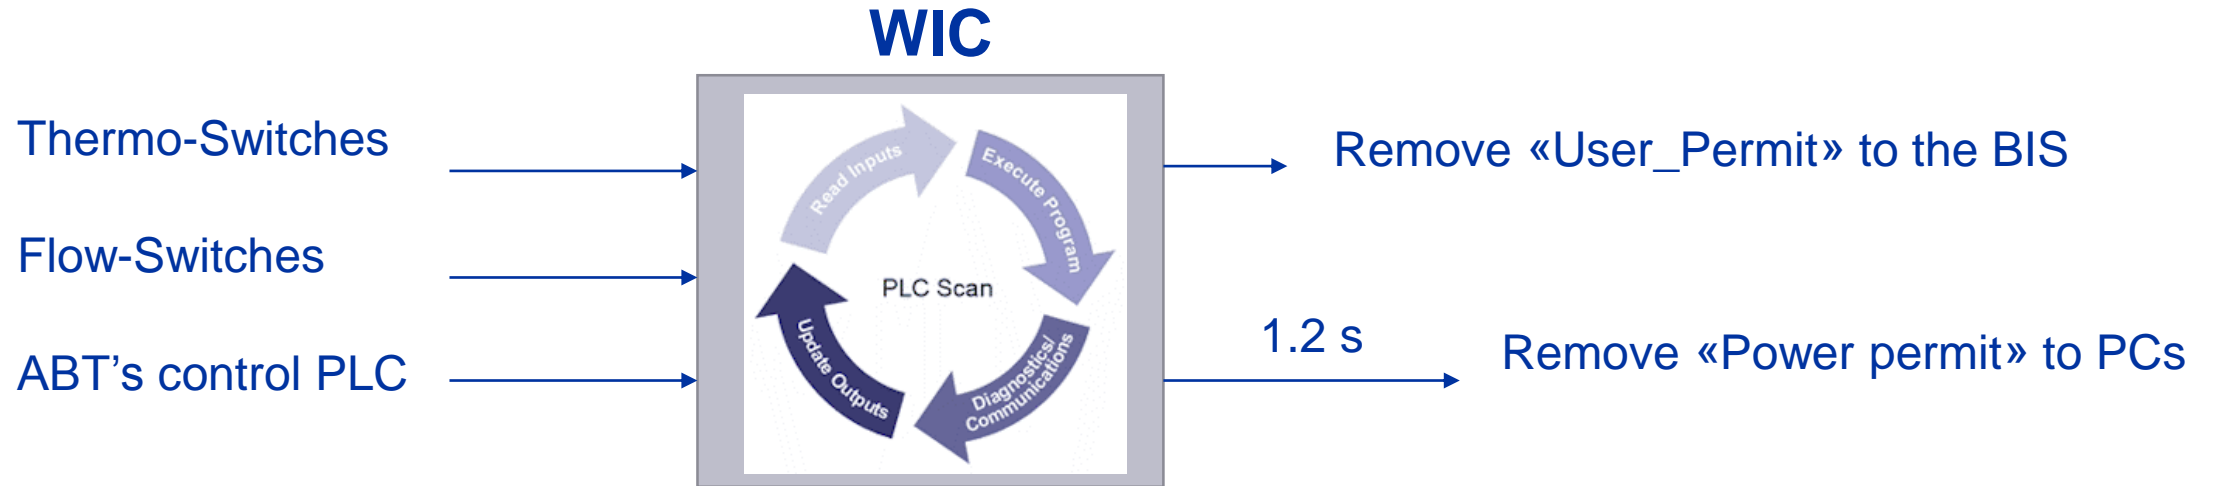 WIC
Thermo-Switches
Flow-Switches
ABT’s control PLC
Read Inputs
Execute Program
PLC Scan
Update Outputs
Diagnostics/
Communications
Remove «User_Permit» to the BIS
1.2 s
Remove «Power permit» to PCs